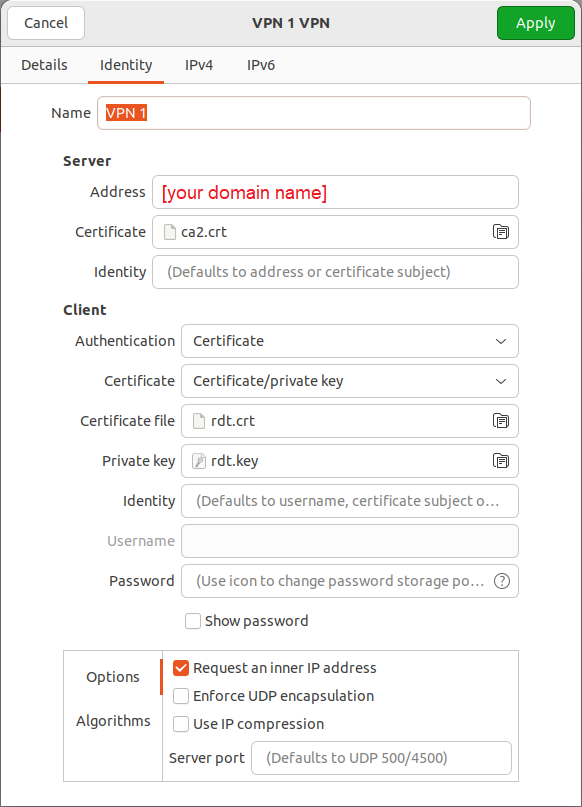 Cancel VPN 1 VPN Apply
Details Identity IPv4 IPv6
Name VPN 1
Server
Address [your domain name]
Certificate ca2.crt
Identity (Defaults to address or certificate subject)
Client
Authentication Certificate
Certificate Certificate/private key
Certificate file rdt.crt
Private key rdt.key
Identity (Defaults to username, certificate subject o…
Username
Password (Use icon to change password storage po… ?
Show password
Options Request an inner IP address
Enforce UDP encapsulation
Algorithms Use IP compression
Server port (Defaults to UDP 500/4500)